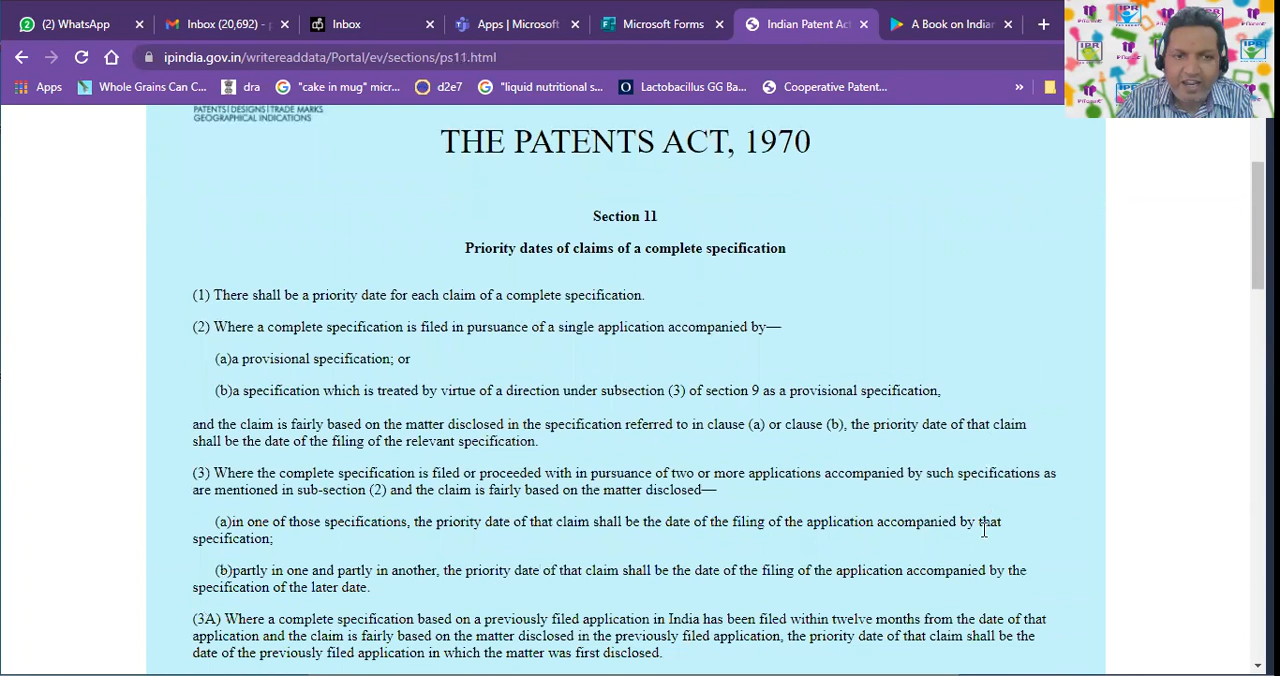 (2) WhatsApp
Inbox (20,692) -
Inbox
Apps | Microsoft
Microsoft Forms
Indian Patent Act
A Book on Indian
ipindia.gov.in/writereaddata/Portal/ev/sections/ps11.html
Apps
Whole Grains Can C...
dra
"cake in mug" micr...
d2e7
"liquid nutritional s...
Lactobacillus GG Ba...
Cooperative Patent...
»
PATENTS|DESIGNS|TRADE MARKS
GEOGRAPHICAL INDICATIONS
THE PATENTS ACT, 1970
Section 11
Priority dates of claims of a complete specification
(1) There shall be a priority date for each claim of a complete specification.
(2) Where a complete specification is filed in pursuance of a single application accompanied by—
(a)a provisional specification; or
(b)a specification which is treated by virtue of a direction under subsection (3) of section 9 as a provisional specification,
and the claim is fairly based on the matter disclosed in the specification referred to in clause (a) or clause (b), the priority date of that claim
shall be the date of the filing of the relevant specification.
(3) Where the complete specification is filed or proceeded with in pursuance of two or more applications accompanied by such specifications as
are mentioned in sub-section (2) and the claim is fairly based on the matter disclosed—
(a)in one of those specifications, the priority date of that claim shall be the date of the filing of the application accompanied by that
specification;
(b)partly in one and partly in another, the priority date of that claim shall be the date of the filing of the application accompanied by the
specification of the later date.
(3A) Where a complete specification based on a previously filed application in India has been filed within twelve months from the date of that
application and the claim is fairly based on the matter disclosed in the previously filed application, the priority date of that claim shall be the
date of the previously filed application in which the matter was first disclosed.